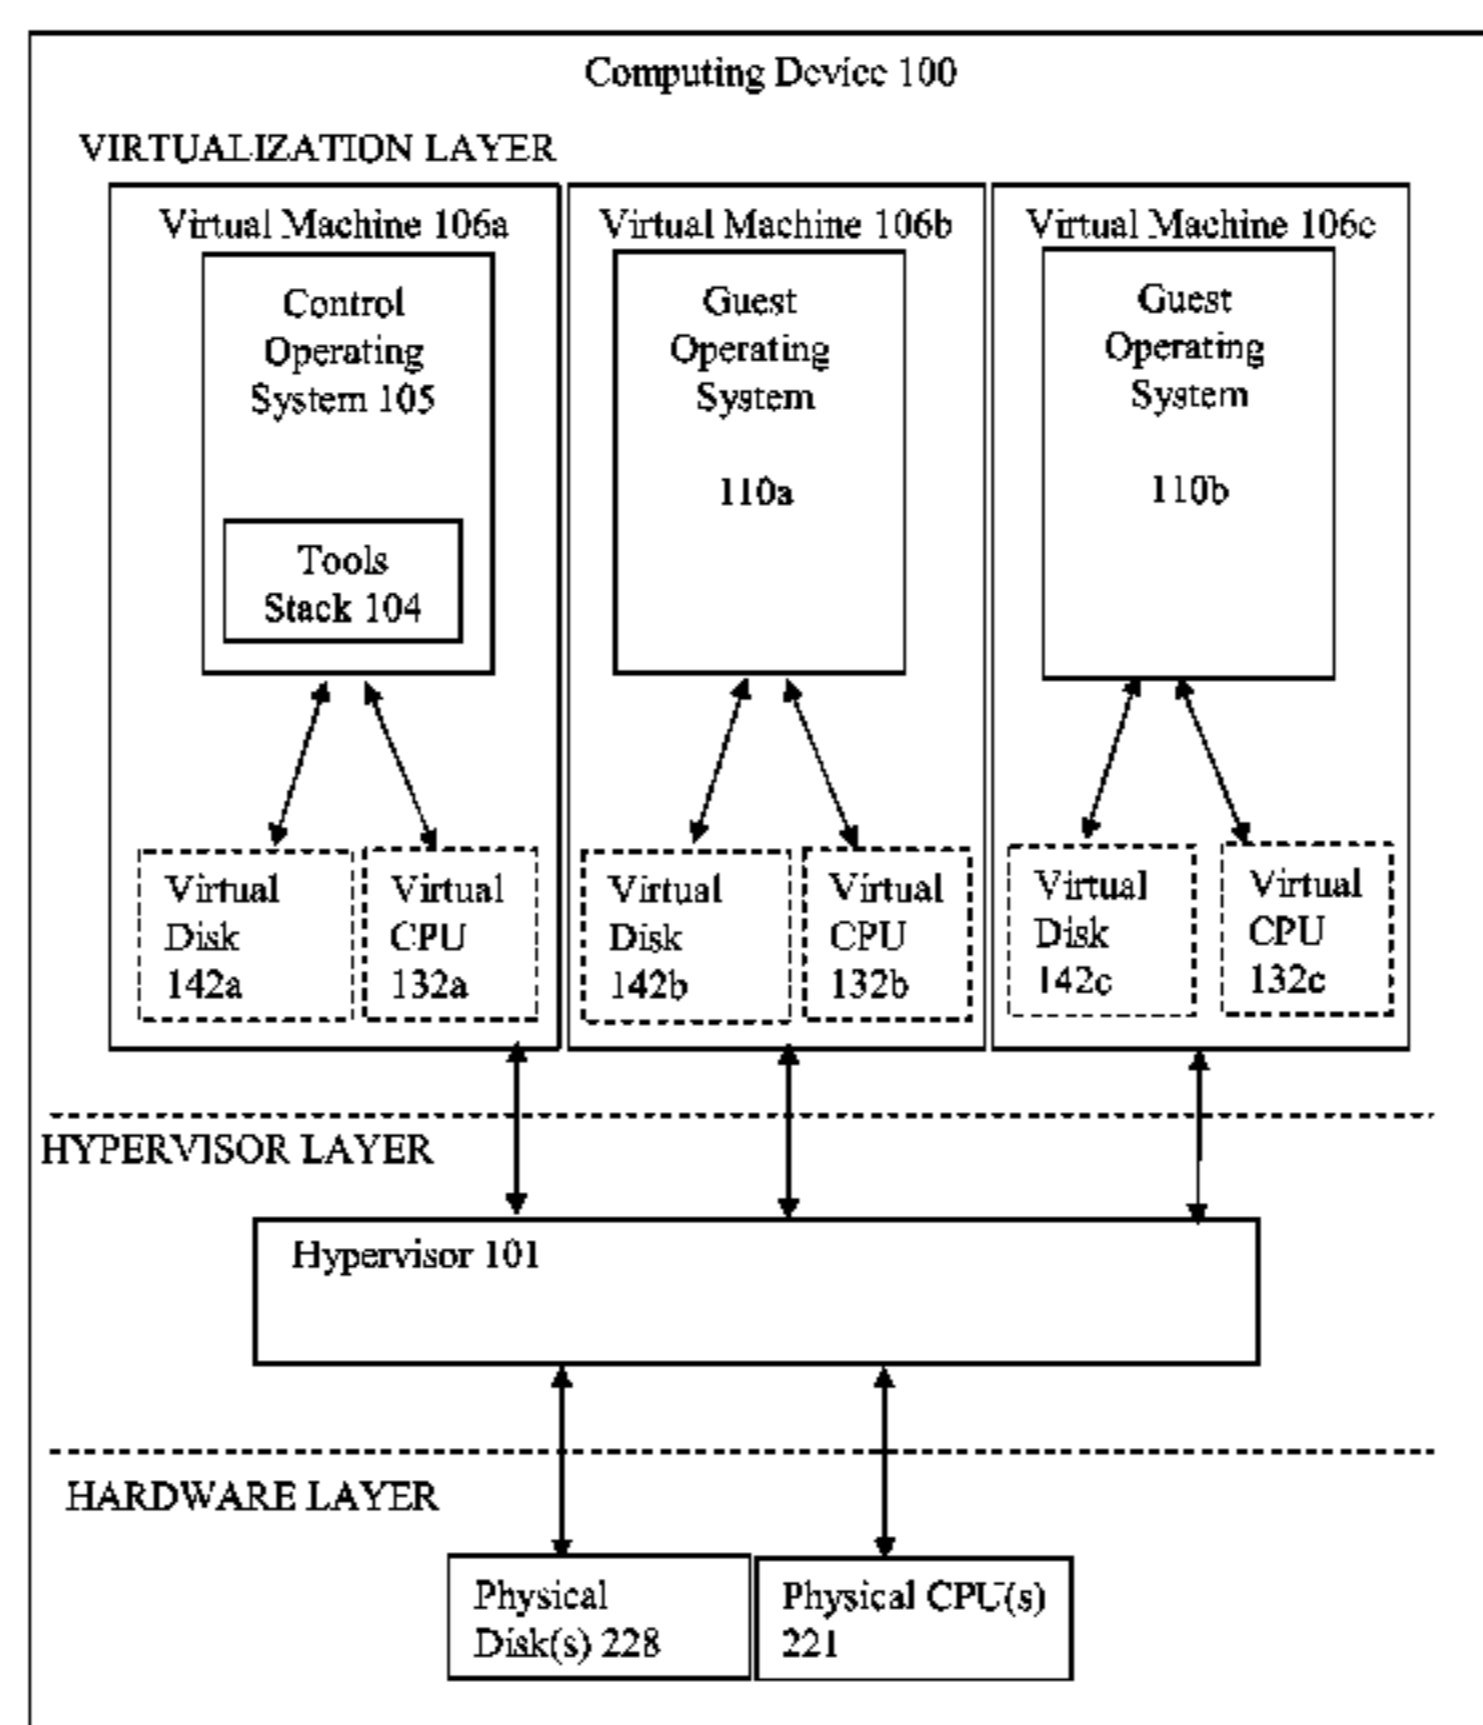 Computing Device 100
VIRTUALIZATION LAYER
Virtual Machine 106a
Control
Operating
System 105
Tools
Stack 104
Virtual
Disk
142a
Virtual
CPU
132a
Virtual Machine 106b
Guest
Operating
System
110a
Virtual
Disk
142b
Virtual
CPU
132b
Virtual Machine 106c
Guest
Operating
System
110b
Virtual
Disk
142c
Virtual
CPU
132c
HYPERVISOR LAYER
Hypervisor 101
HARDWARE LAYER
Physical
Disk(s) 228
Physical CPU(s)
221